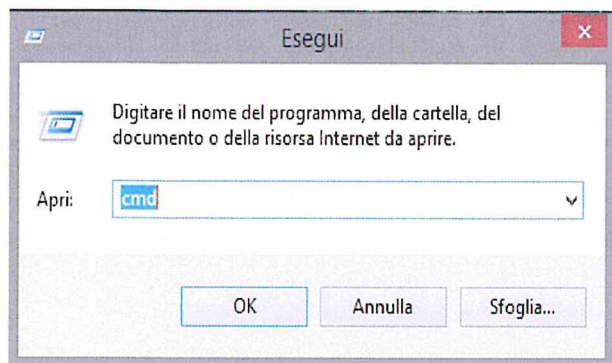 Esegui
Digitare il nome del programma, della cartella, del
documento o della risorsa Internet da aprire.
Apri: cmd
OK Annulla Sfoglia...